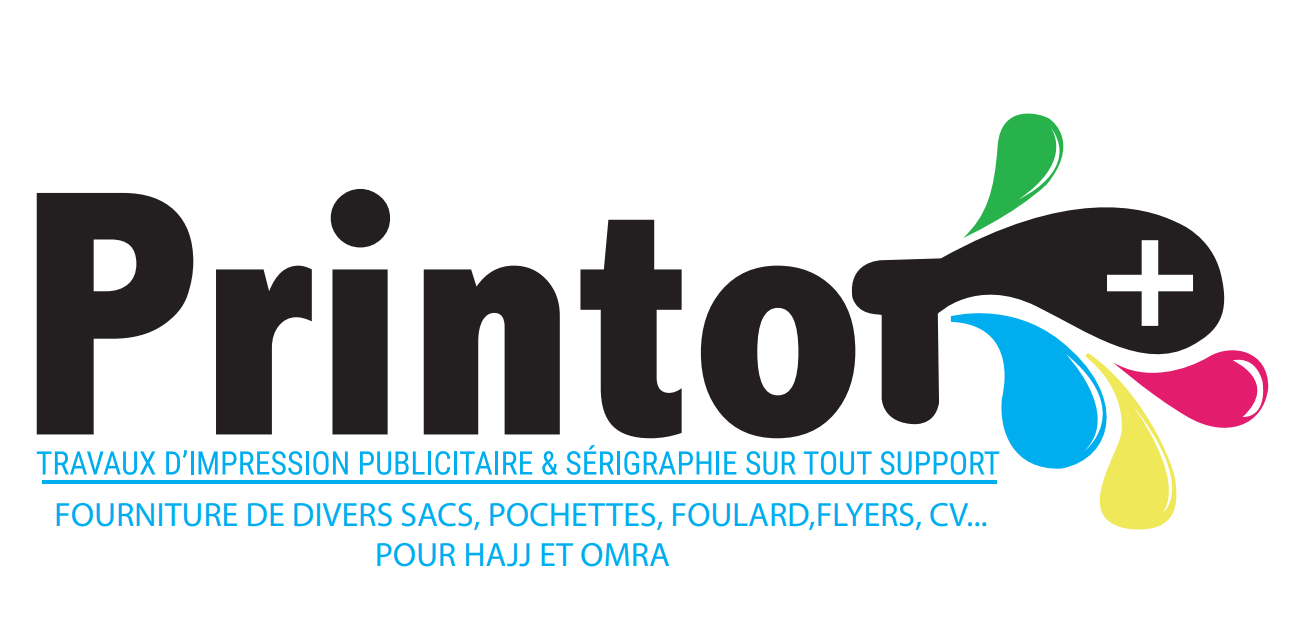 Printor+
TRAVAUX D'IMPRESSION PUBLICITAIRE & SÉRIGRAPHIE SUR TOUT SUPPORT
FOURNITURE DE DIVERS SACS, POCHETTES, FOULARD,FLYERS, CV...
POUR HAJJ ET OMRA